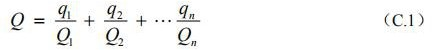 Q = q₁/Q₁ + q₂/Q₂ + ⋯ qₙ/Qₙ （C.1）